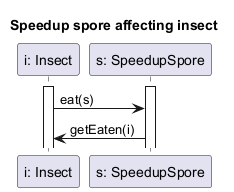 Speedup spore affecting insect
i: Insect
s: SpeedupSpore
eat(s)
getEaten(i)
i: Insect
s: SpeedupSpore